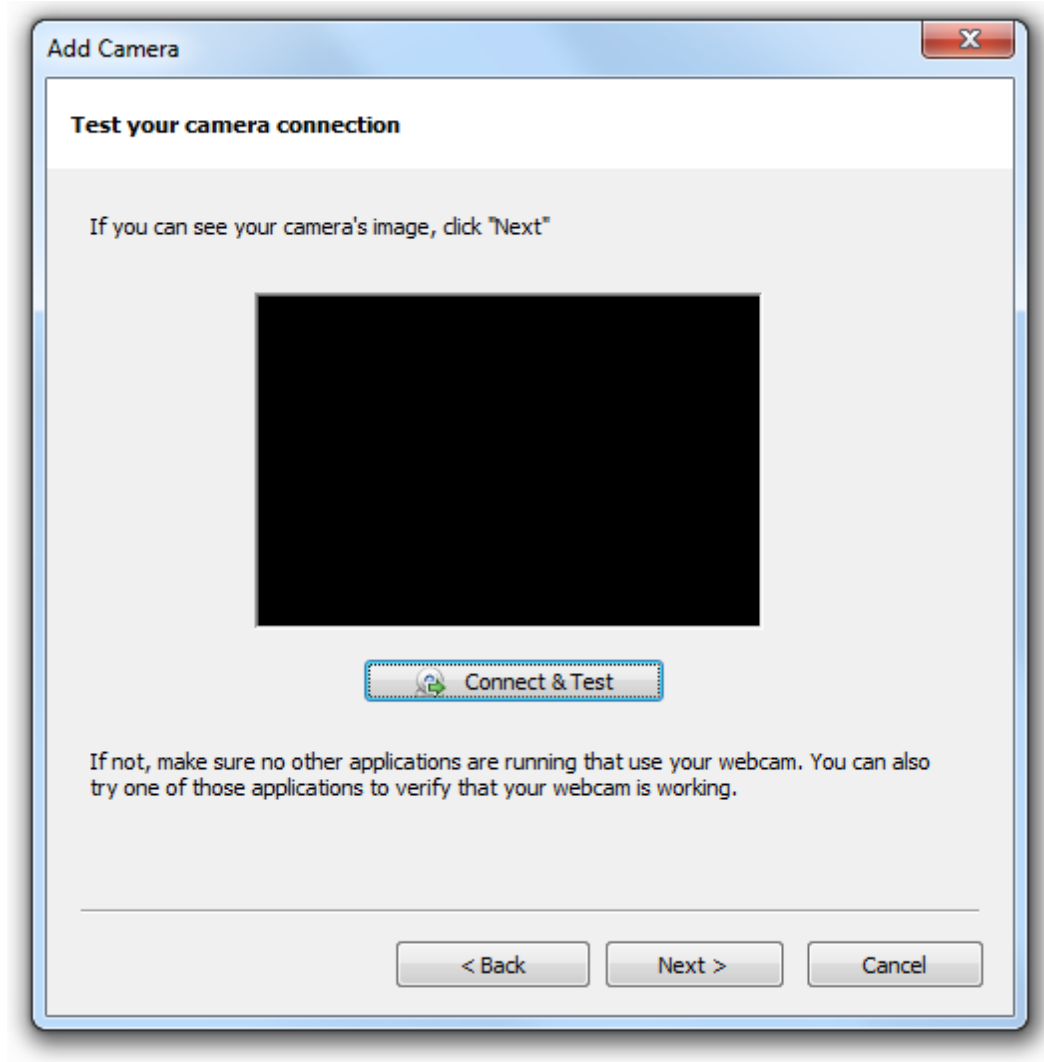 Add Camera
Test your camera connection
If you can see your camera's image, click "Next"
Connect & Test
If not, make sure no other applications are running that use your webcam. You can also
try one of those applications to verify that your webcam is working.
< Back
Next >
Cancel